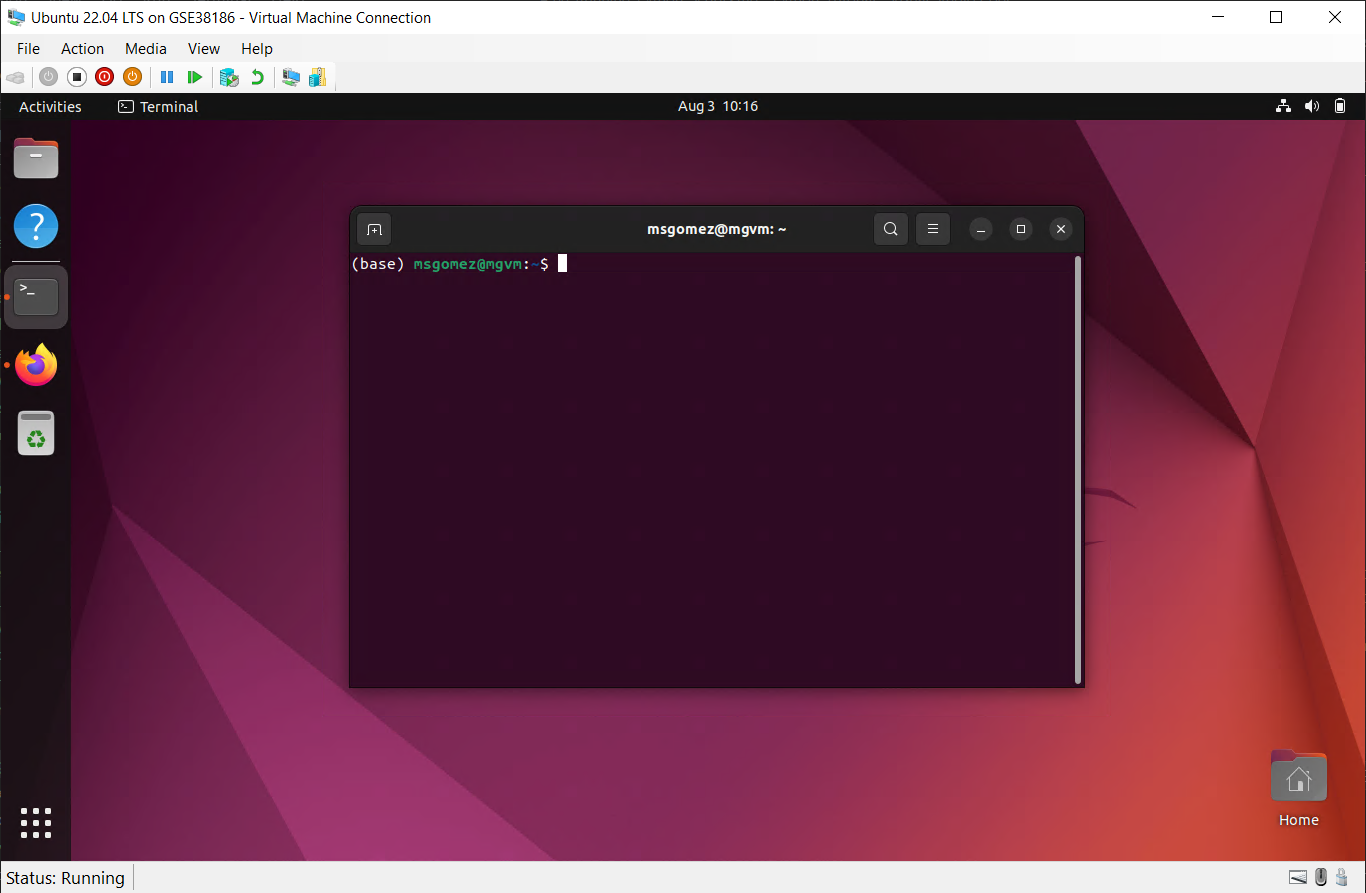 Ubuntu 22.04 LTS on GSE38186 - Virtual Machine Connection
File Action Media View Help
Activities Terminal Aug 3 10:16
msgomez@mgvm: ~
(base) msgomez@mgvm:~$
Home
Status: Running